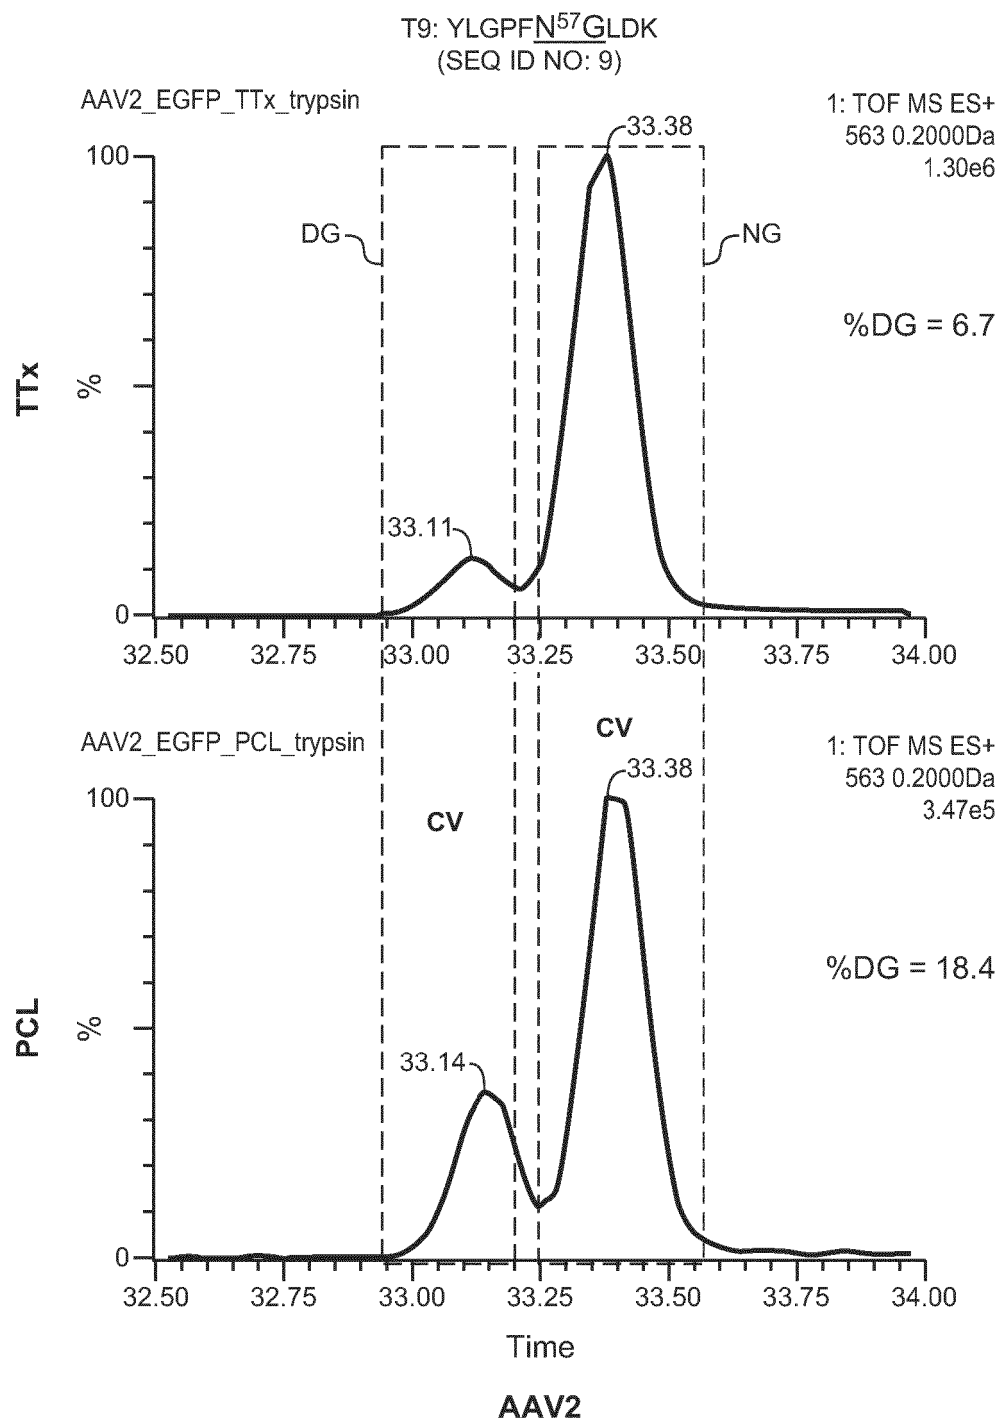 T9: YLGPFN⁵⁷GLDK
(SEQ ID NO: 9)
AAV2_EGFP_TTx_trypsin
1: TOF MS ES+
563 0.2000Da
1.30e6
33.38
100
DG
NG
%DG = 6.7
TTx
%
33.11
0
32.50 32.75 33.00 33.25 33.50 33.75 34.00
AAV2_EGFP_PCL_trypsin
CV
1: TOF MS ES+
563 0.2000Da
3.47e5
33.38
100
CV
%DG = 18.4
PCL
%
33.14
0
32.50 32.75 33.00 33.25 33.50 33.75 34.00
Time
AAV2